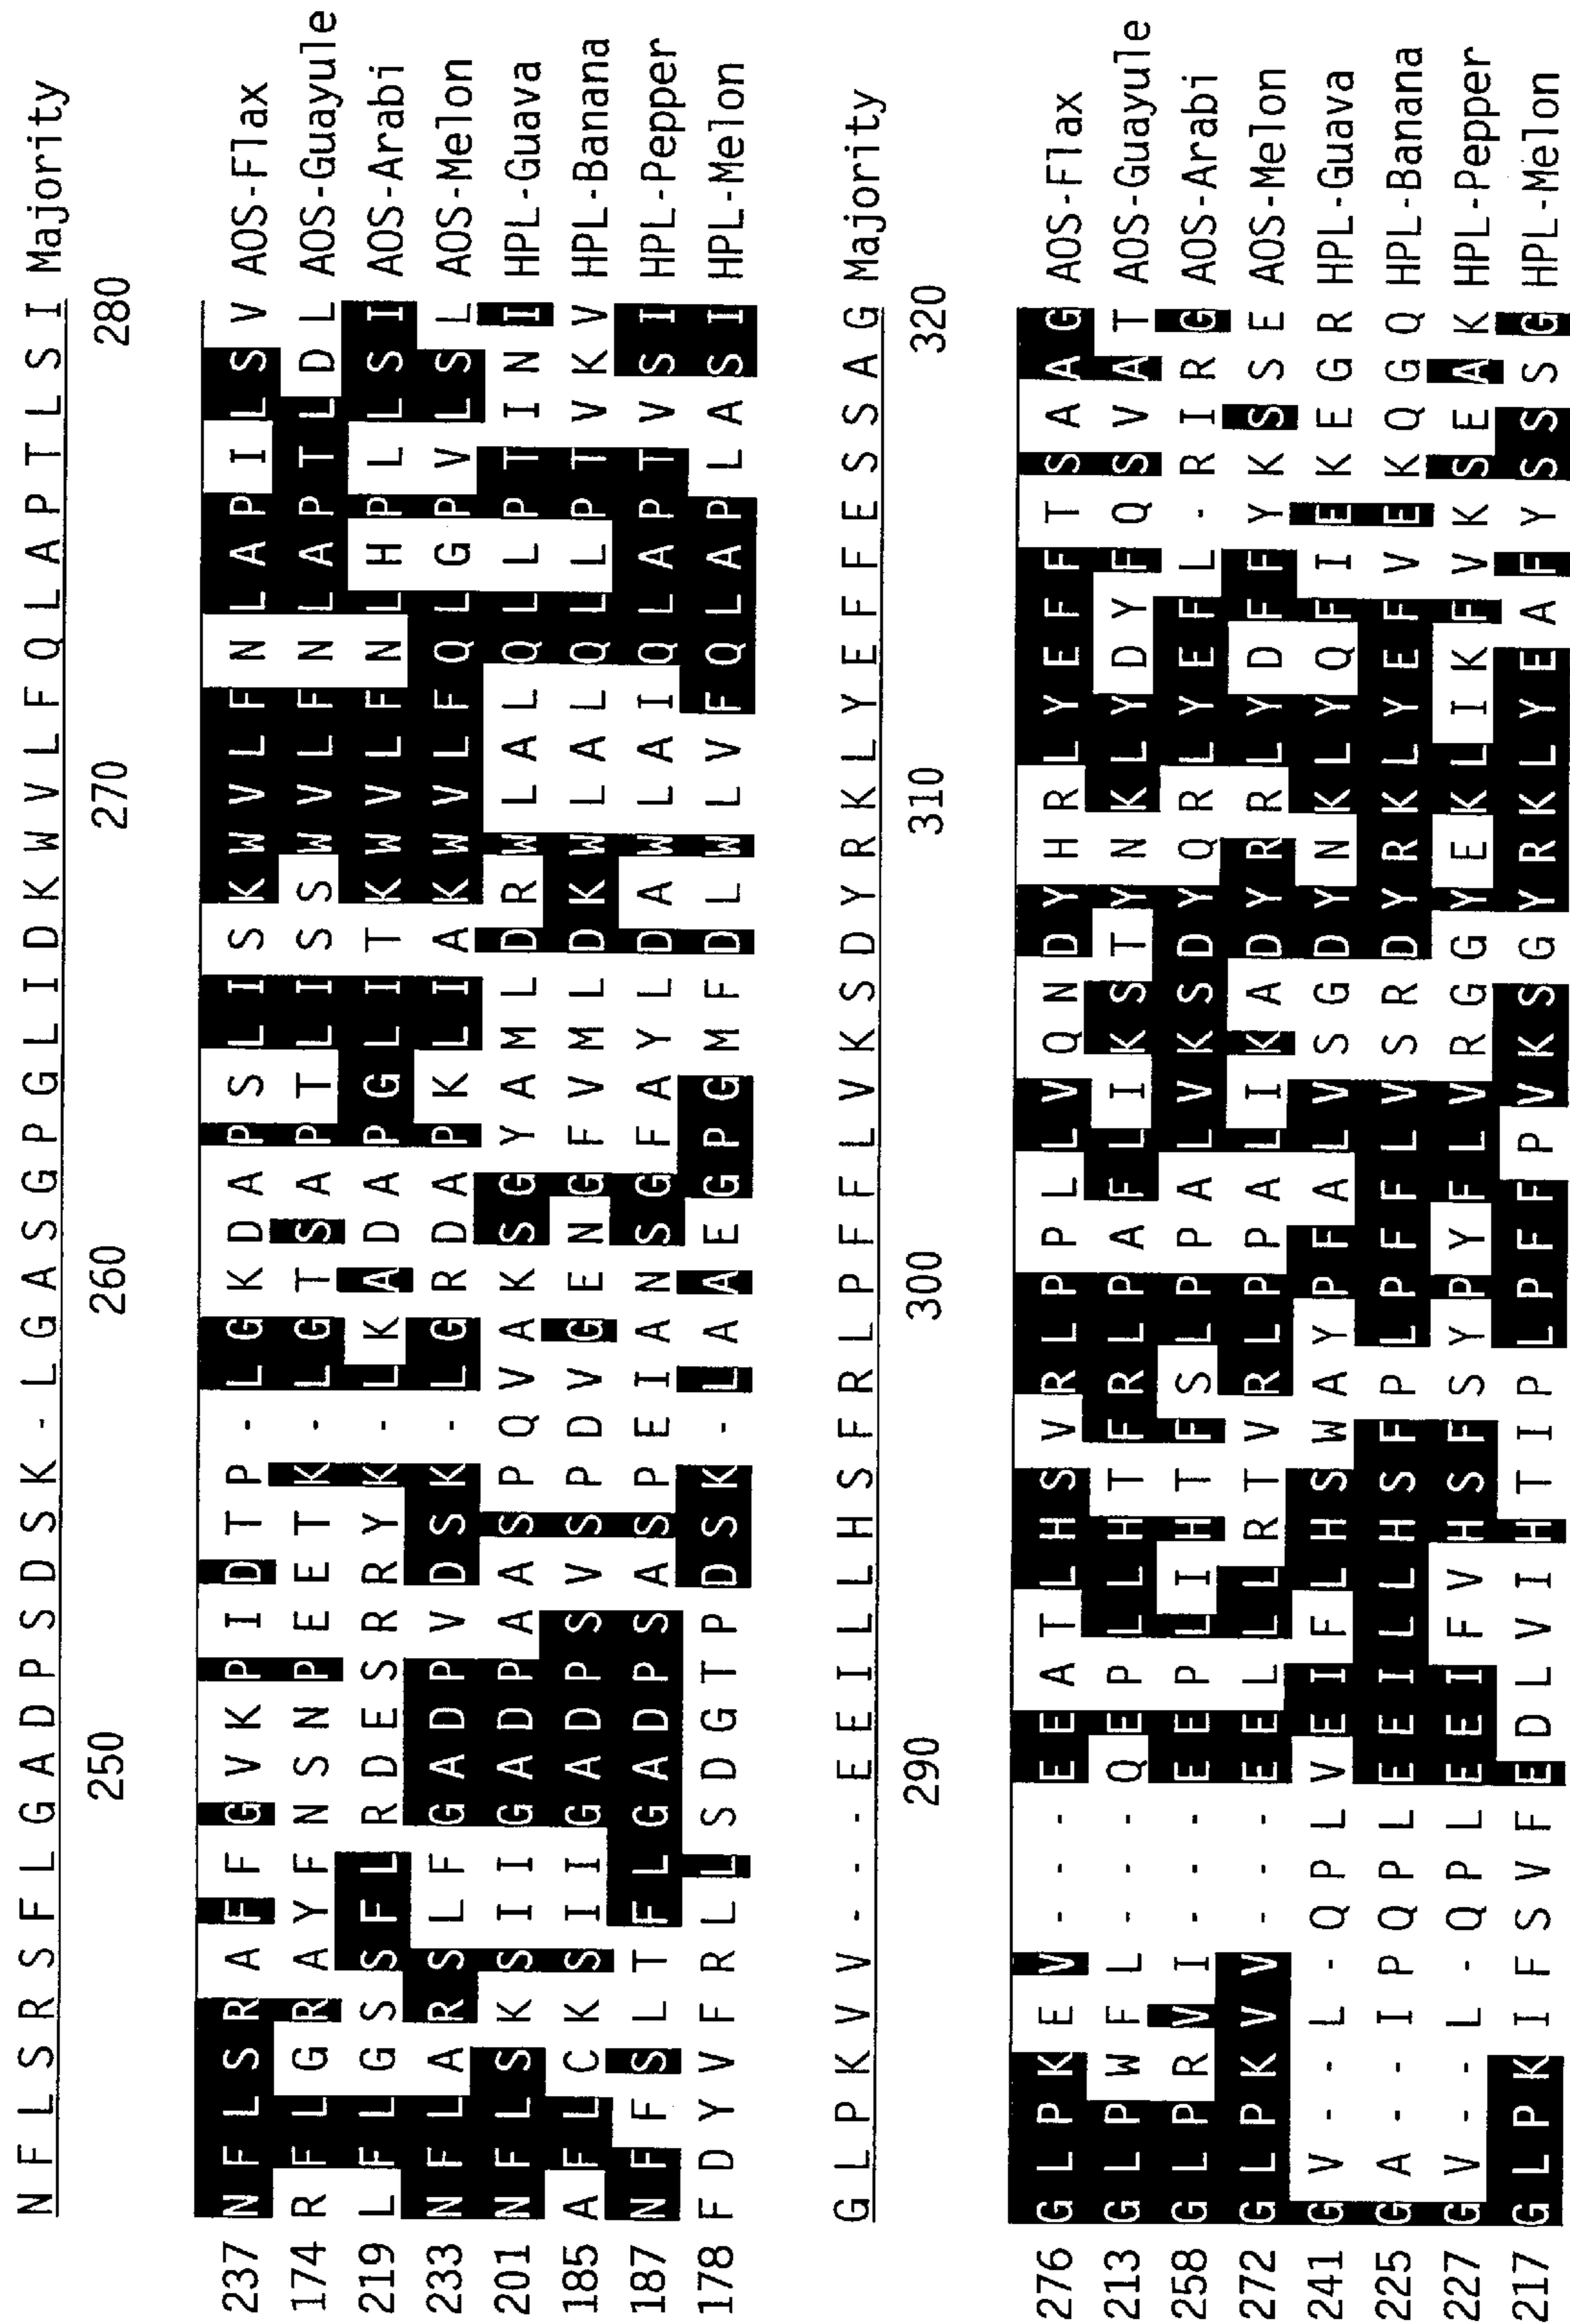 N F L S R S F L G A D P S D S K - L G A S G P G L I D K W V L F Q L A P T L S I Majority
250 260 270 280
237 N F L S R A F F G V K P I D T P - L G K D A P S L I S K W V L F N L A P I L S V AOS-Flax
174 R F L G R A Y F N S N P E E T K - L G T S A P T L I S S W V L F N L A P T L D L AOS-Guayule
219 L F L G S S F L R D E S R R Y K - L K A D A P G L I T K W V L F N L H P L L S I AOS-Arabi
233 N F L A R S L F G A D P V D S K - L G R D A P K L I A K W V L F Q L G P V L S L AOS-Melon
201 N F L S K S I I G A D P A A S P Q V A K S G Y A M L D R W L A L Q L L P T I N I HPL-Guava
185 A F L C K S I I G A D P S V S P D V G E N G F V M L D K W L A L Q L L P T V K V HPL-Banana
187 N F F S L T F L G A D P S A S P E I A N S G F A Y L D A W L A I Q L A P T V S I HPL-Pepper
178 F D Y V F R L L S D G T P D S K - L A A E G P G M F D L W L V F Q L A P L A S I HPL-Melon
G L P K V V - - - E E I L L H S F R L P F F L V K S D Y R K L Y E F F E S S A G Majority
290 300 310 320
276 G L P K E V - - - E E A T L H S V R L P P L L V Q N D Y H R L Y E F F T S A A G AOS-Flax
213 G L P W F L - - - Q E P L L H T F R L P A F L I K S T Y N K L Y D Y F Q S V A T AOS-Guayule
258 G L P R V I - - - E E P L I H T F S L P P A L V K S D Y Q R L Y E F L - R I R G AOS-Arabi
272 G L P K V V - - - E E L L L R T V R L P P A L I K A D Y R R L Y D F F Y K S S E AOS-Melon
241 G V - - L - Q P L V E I F L H S W A Y P F A L V S G D Y N K L Y Q F I E K E G R HPL-Guava
225 G A - - I P Q P L E E I L L H S F P L P F F L V S R D Y R K L Y E F V E K Q G Q HPL-Banana
227 G V - - L - Q P L E E I F V H S F S Y P Y F L V R G G Y E K L I K F V K S E A K HPL-Pepper
217 G L P K I F S V F E D L V I H T I P L P F F P V K S G Y R K L Y E A F Y S S S G HPL-Melon